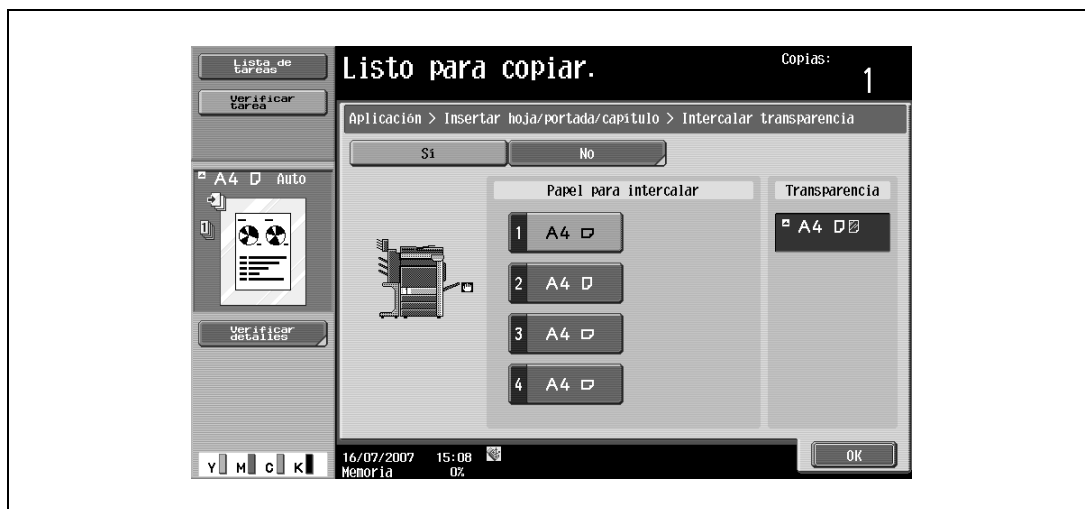 Lista de
tareas
Verificar
tarea
Listo para copiar.
Copias:
1
Aplicación > Insertar hoja/portada/capítulo > Intercalar transparencia
Sí
No
A4 Auto
1
Papel para intercalar
Transparencia
1 A4
A4
2 A4
3 A4
4 A4
Verificar
detalles
Y M C K
16/07/2007 15:08
Memoria 0%
OK